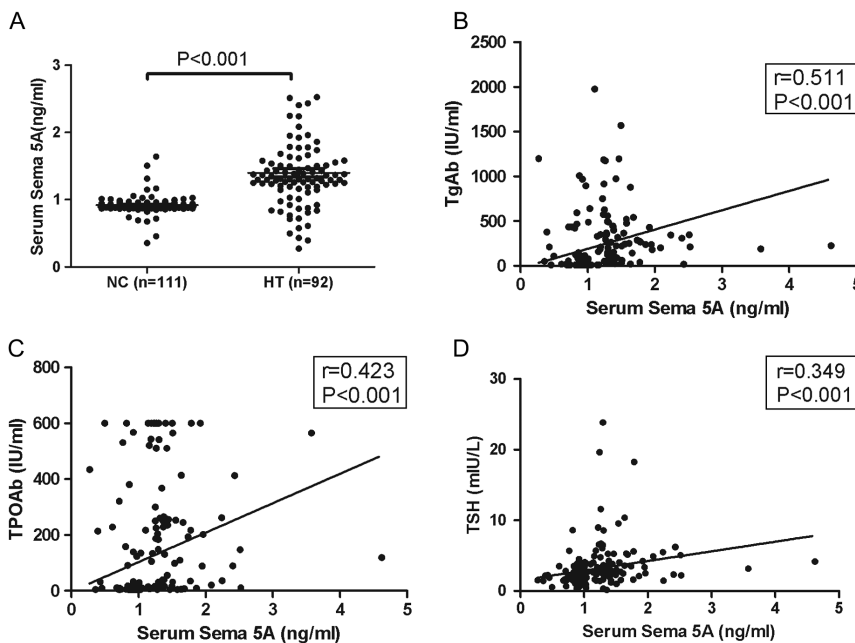 A
P<0.001
Serum Sema 5A(ng/ml)
3
2
1
0
NC (n=111)
HT (n=92)
B
r=0.511
P<0.001
TgAb (IU/ml)
2500
2000
1500
1000
500
0
0 1 2 3 4 5
Serum Sema 5A (ng/ml)
C
r=0.423
P<0.001
TPOAb (IU/ml)
800
600
400
200
0
0 1 2 3 4 5
Serum Sema 5A (ng/ml)
D
r=0.349
P<0.001
TSH (mIU/L)
30
20
10
0
0 1 2 3 4 5
Serum Sema 5A (ng/ml)